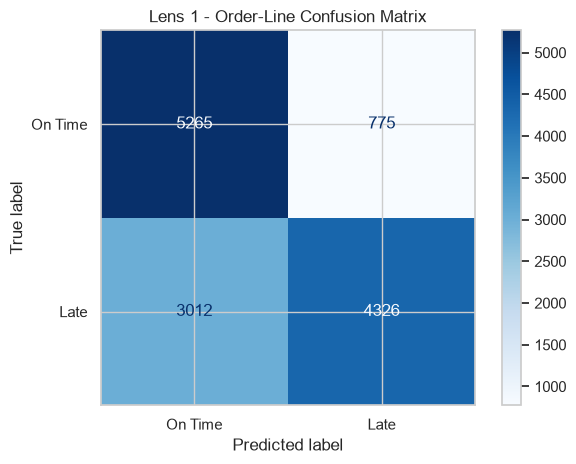 Lens 1 - Order-Line Confusion Matrix
On Time
5265
775
Late
3012
4326
On Time
Late
Predicted label
True label
5000
4500
4000
3500
3000
2500
2000
1500
1000